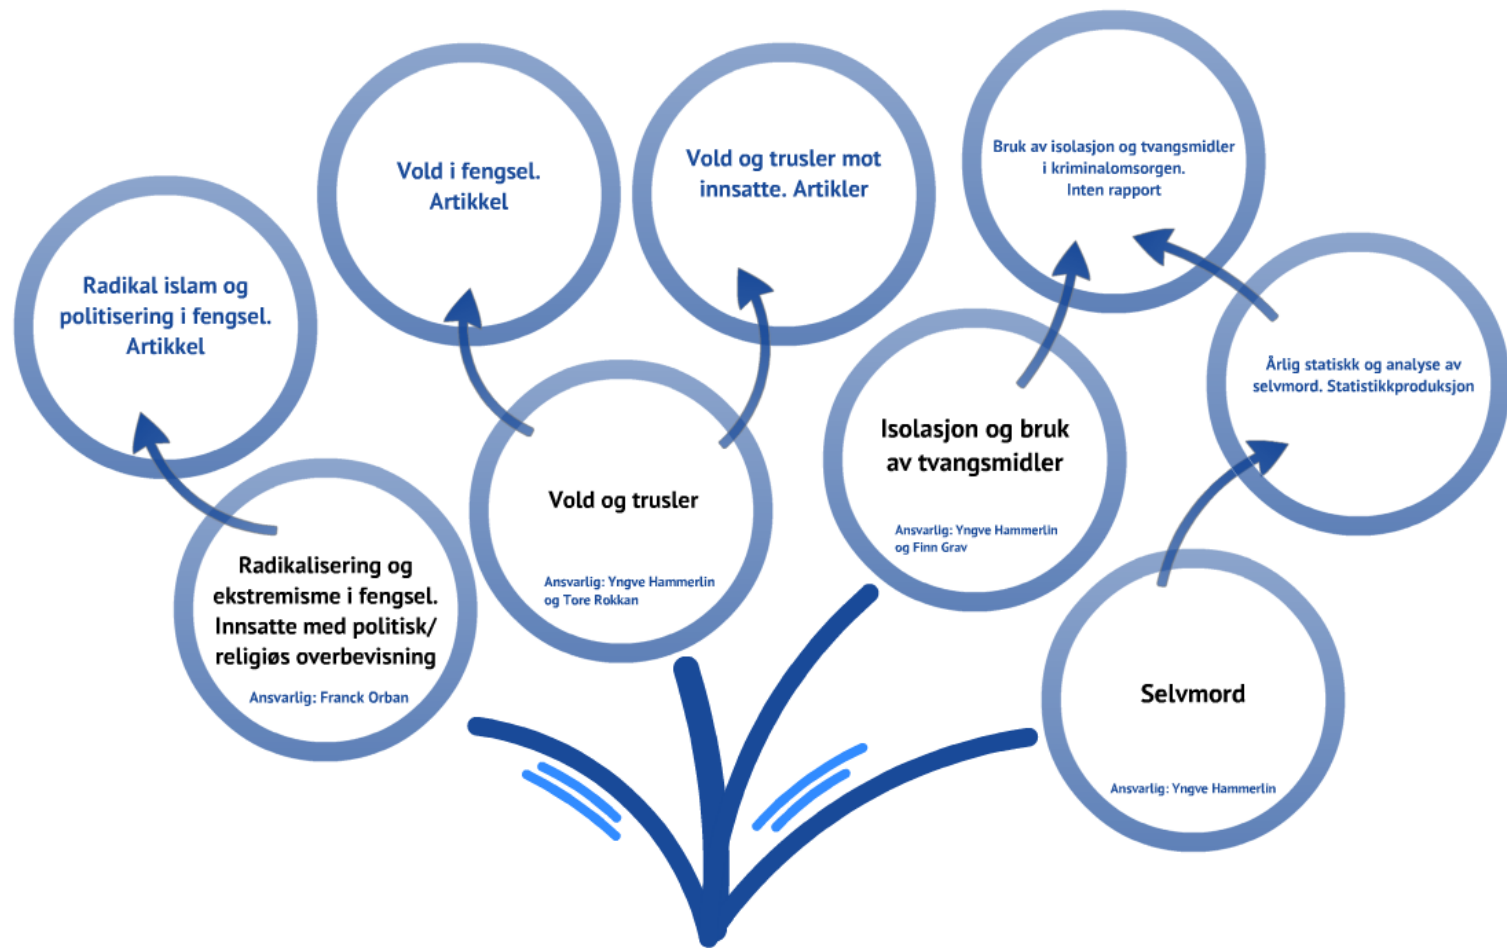 Radikal islam og
politisering i fengsel.
Artikkel
Vold i fengsel.
Artikkel
Vold og trusler mot
innsatte. Artikler
Bruk av isolasjon og tvangsmidler
i kriminalomsorgen.
Inten rapport
Årlig statiskk og analyse av
selvmord. Statistikkproduksjon
Radikalisering og
ekstremisme i fengsel.
Innsatte med politisk/
religiøs overbevisning
Ansvarlig: Franck Orban
Vold og trusler
Ansvarlig: Yngve Hammerlin
og Tore Rokkan
Isolasjon og bruk
av tvangsmidler
Ansvarlig: Yngve Hammerlin
og Finn Grav
Selvmord
Ansvarlig: Yngve Hammerlin